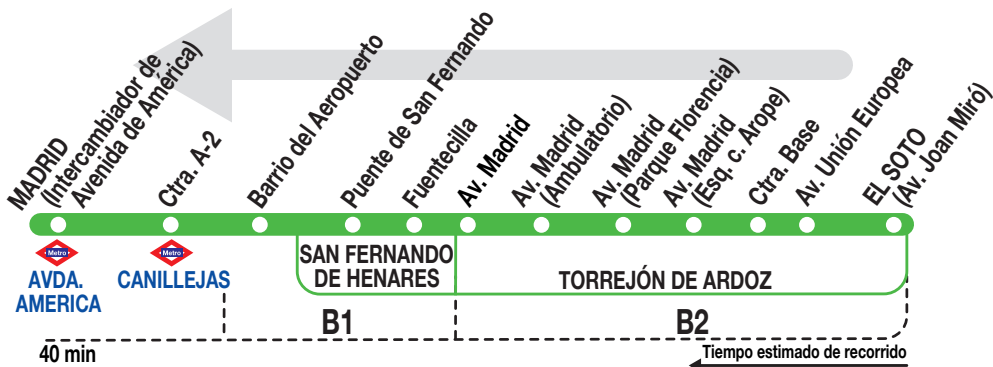 MADRID
(Intercambiador de
Avenida de América)
Ctra. A-2
Barrio del Aeropuerto
Puente de San Fernando
Fuentecilla
Av. Madrid
Av. Madrid
(Ambulatorio)
Av. Madrid
(Parque Florencia)
Av. Madrid
(Esq. c. Arope)
Ctra. Base
Av. Unión Europea
EL SOTO
(Av. Joan Miró)
Metro
AVDA.
AMERICA
Metro
CANILLEJAS
SAN FERNANDO
DE HENARES
TORREJÓN DE ARDOZ
B1
B2
40 min
Tiempo estimado de recorrido